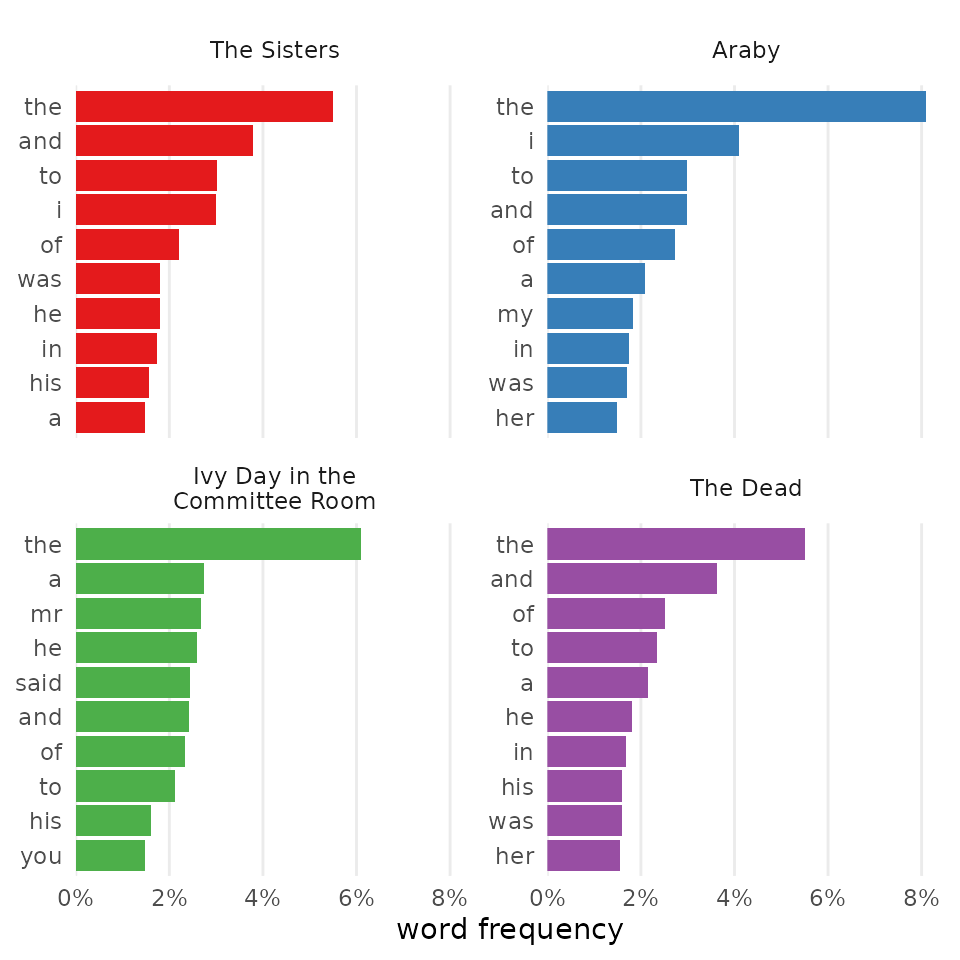 The Sisters
the
and
to
i
of
was
he
in
his
a
Araby
the
i
to
and
of
a
my
in
was
her
Ivy Day in the
Committee Room
the
a
mr
he
said
and
of
to
his
you
0% 2% 4% 6% 8%
The Dead
the
and
of
to
a
he
in
his
was
her
0% 2% 4% 6% 8%
word frequency